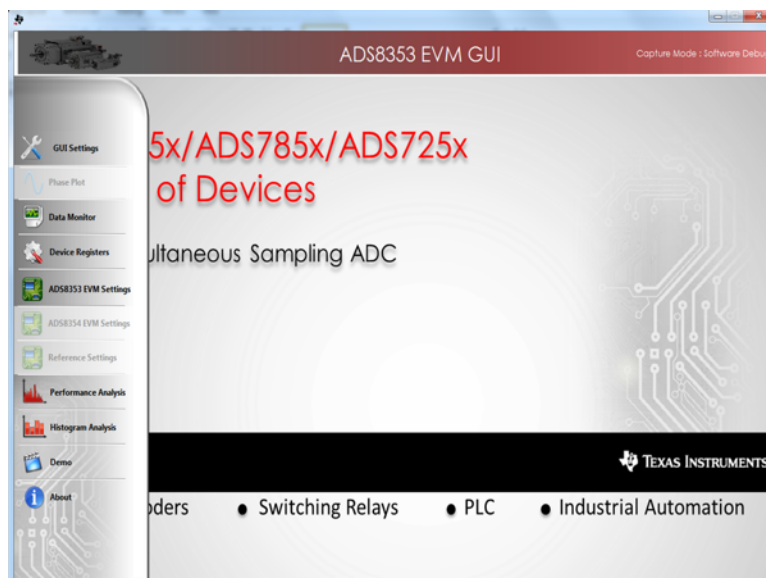 ADS8353 EVM GUI
Capture Mode : Software Debu
GUI Settings
Phase Plot
Data Monitor
Device Registers
ADS8353 EVM Settings
ADS8354 EVM Settings
Reference Settings
Performance Analysis
Histogram Analysis
Demo
About
5x/ADS785x/ADS725x
of Devices
ultaneous Sampling ADC
TEXAS INSTRUMENTS
oders • Switching Relays • PLC • Industrial Automation